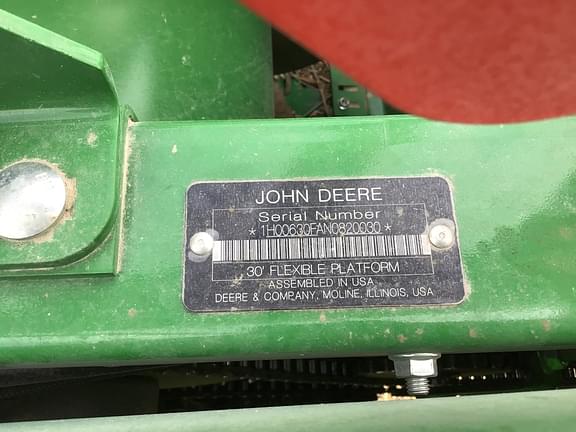 JOHN DEERE
Serial Number
*1H00630FAN0820030*
30' FLEXIBLE PLATFORM
ASSEMBLED IN USA
DEERE & COMPANY, MOLINE, ILLINOIS, USA